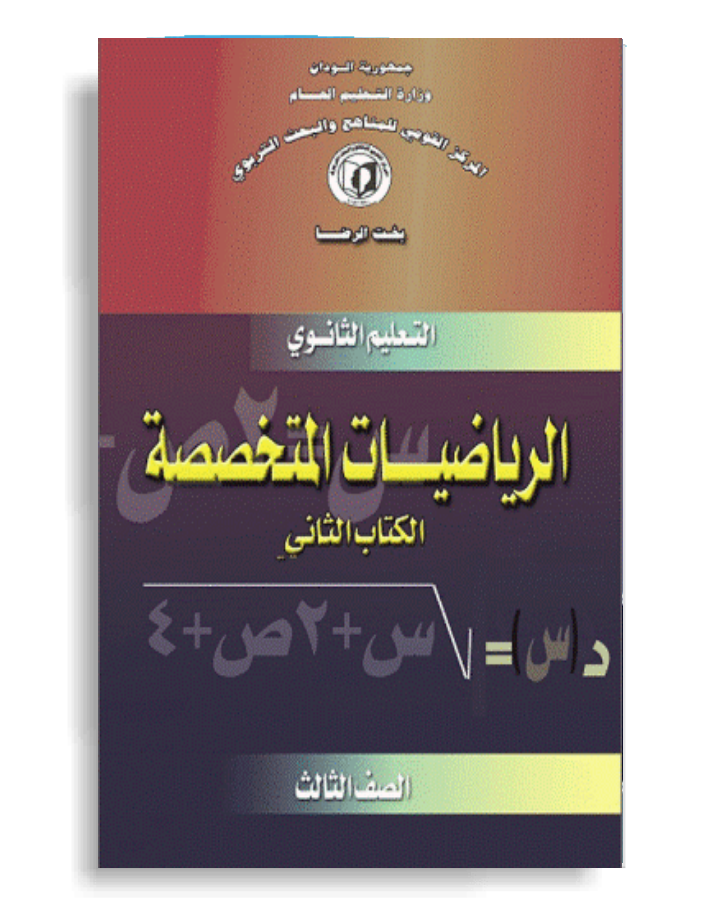 جمهورية السودان
وزارة التعليم العام
المركز القومي للمناهج والبحث التربوي
بخت الرضا
التعليم الثانوي
الرياضيات المتخصصة
الكتاب الثاني
د(س)= √س+٢ص+٤
الصف الثالث